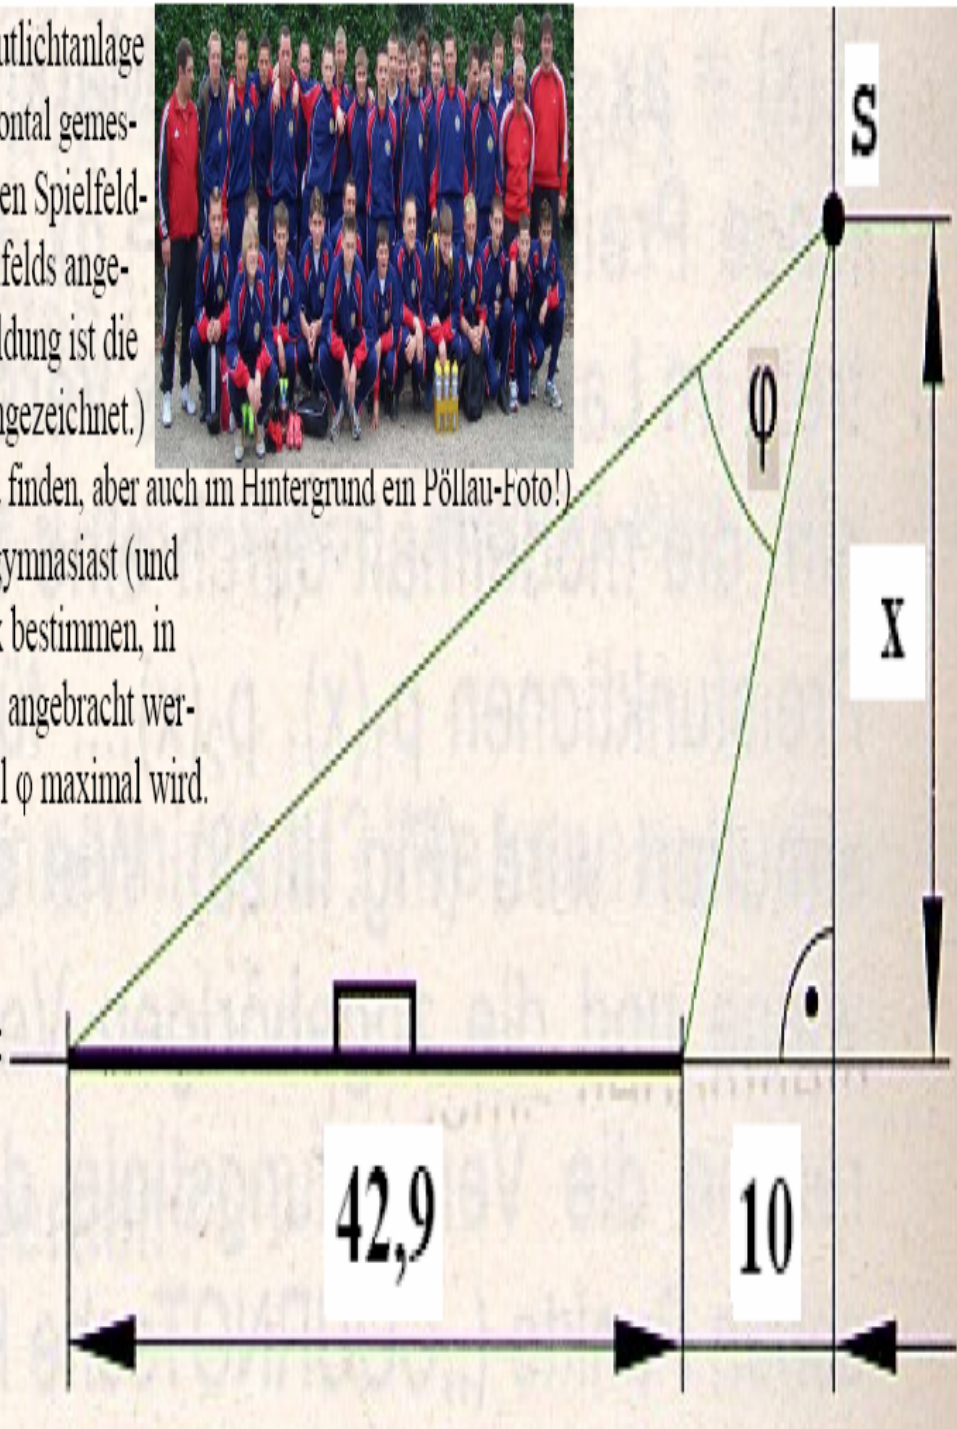 utlichtanlage
ontal gemes-
en Spielfeld-
felds ange-
ldung ist die
ngezeichnet.)
finden, aber auch im Hintergrund ein Pöllau-Foto!)
gymnasiast (und
x bestimmen, in
angebracht wer-
l φ maximal wird.
S
φ
x
42,9
10